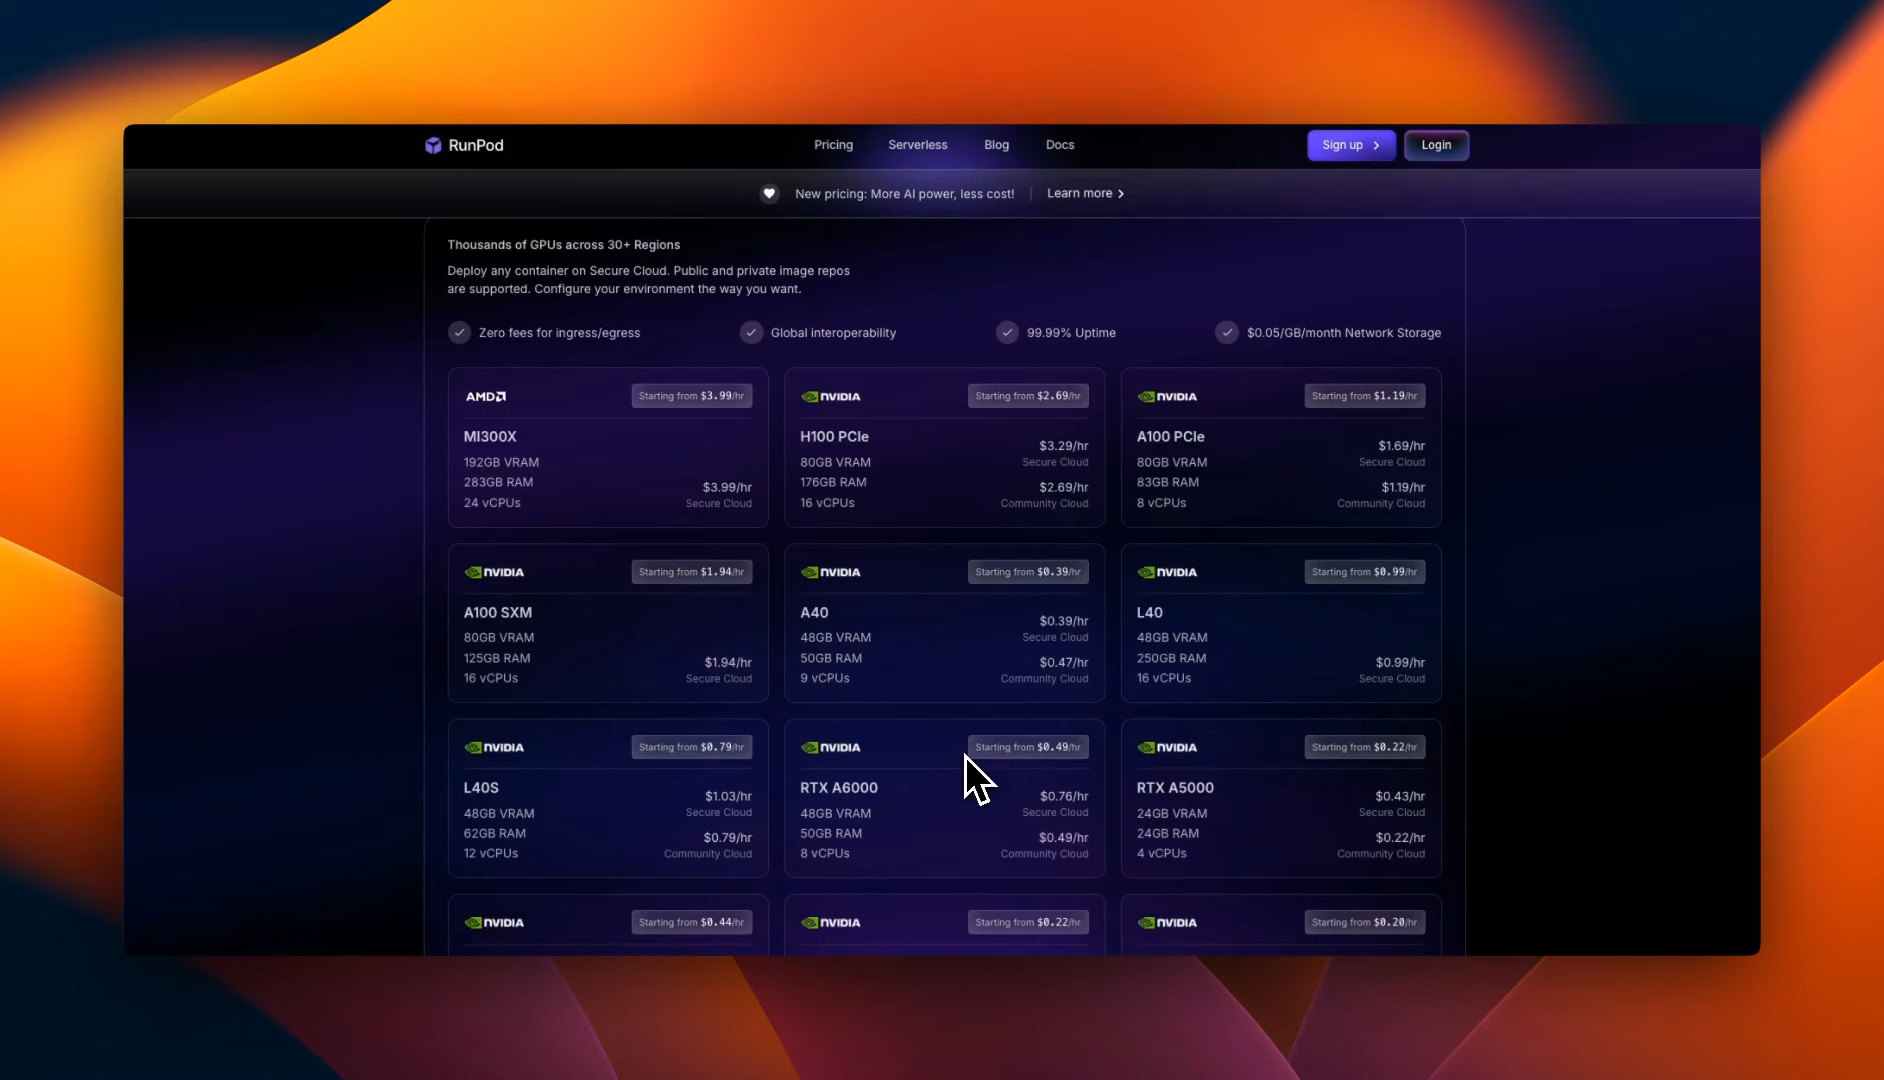 RunPod
Pricing Serverless Blog Docs
Sign up Login
New pricing: More AI power, less cost! Learn more
Thousands of GPUs across 30+ Regions
Deploy any container on Secure Cloud. Public and private image repos
are supported. Configure your environment the way you want.
Zero fees for ingress/egress
Global interoperability
99.99% Uptime
$0.05/GB/month Network Storage
AMD
Starting from $3.99/hr
MI300X
192GB VRAM
283GB RAM
24 vCPUs
$3.99/hr
Secure Cloud
NVIDIA
Starting from $2.69/hr
H100 PCIe
80GB VRAM
176GB RAM
16 vCPUs
$3.29/hr
Secure Cloud
$2.69/hr
Community Cloud
NVIDIA
Starting from $1.19/hr
A100 PCIe
80GB VRAM
83GB RAM
8 vCPUs
$1.69/hr
Secure Cloud
$1.19/hr
Community Cloud
NVIDIA
Starting from $1.94/hr
A100 SXM
80GB VRAM
125GB RAM
16 vCPUs
$1.94/hr
Secure Cloud
NVIDIA
Starting from $0.39/hr
A40
48GB VRAM
50GB RAM
9 vCPUs
$0.39/hr
Secure Cloud
$0.47/hr
Community Cloud
NVIDIA
Starting from $0.99/hr
L40
48GB VRAM
250GB RAM
16 vCPUs
$0.99/hr
Secure Cloud
NVIDIA
Starting from $0.79/hr
L40S
48GB VRAM
62GB RAM
12 vCPUs
$1.03/hr
Secure Cloud
$0.79/hr
Community Cloud
NVIDIA
Starting from $0.49/hr
RTX A6000
48GB VRAM
50GB RAM
8 vCPUs
$0.76/hr
Secure Cloud
$0.49/hr
Community Cloud
NVIDIA
Starting from $0.22/hr
RTX A5000
24GB VRAM
24GB RAM
4 vCPUs
$0.43/hr
Secure Cloud
$0.22/hr
Community Cloud
NVIDIA
Starting from $0.44/hr
NVIDIA
Starting from $0.22/hr
NVIDIA
Starting from $0.20/hr